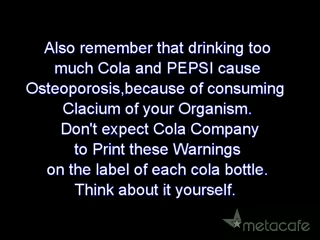 Also remember that drinking too
much Cola and PEPSI cause
Osteoporosis,because of consuming
Clacium of your Organism.
Don't expect Cola Company
to Print these Warnings
on the label of each cola bottle.
Think about it yourself.
metacafe